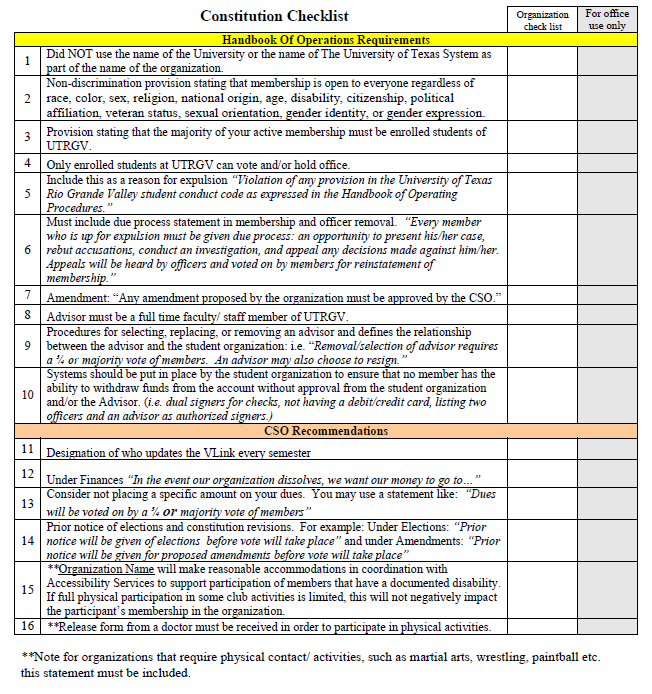 Constitution Checklist
Organization
check list
For office
use only
Handbook Of Operations Requirements
1
Did NOT use the name of the University or the name of The University of Texas System as
part of the name of the organization.
2
Non-discrimination provision stating that membership is open to everyone regardless of
race, color, sex, religion, national origin, age, disability, citizenship, political
affiliation, veteran status, sexual orientation, gender identity, or gender expression.
3
Provision stating that the majority of your active membership must be enrolled students of
UTRGV.
4
Only enrolled students at UTRGV can vote and/or hold office.
5
Include this as a reason for expulsion “Violation of any provision in the University of Texas
Rio Grande Valley student conduct code as expressed in the Handbook of Operating
Procedures.”
6
Must include due process statement in membership and officer removal. “Every member
who is up for expulsion must be given due process: an opportunity to present his/her case,
rebut accusations, conduct an investigation, and appeal any decisions made against him/her.
Appeals will be heard by officers and voted on by members for reinstatement of
membership.”
7
Amendment: “Any amendment proposed by the organization must be approved by the CSO.”
8
Advisor must be a full time faculty/ staff member of UTRGV.
9
Procedures for selecting, replacing, or removing an advisor and defines the relationship
between the advisor and the student organization: i.e. “Removal/selection of advisor requires
a ¾ or majority vote of members. An advisor may also choose to resign.”
10
Systems should be put in place by the student organization to ensure that no member has the
ability to withdraw funds from the account without approval from the student organization
and/or the Advisor. (i.e. dual signers for checks, not having a debit/credit card, listing two
officers and an advisor as authorized signers.)
CSO Recommendations
11
Designation of who updates the VLink every semester
12
Under Finances “In the event our organization dissolves, we want our money to go to…”
13
Consider not placing a specific amount on your dues. You may use a statement like: “Dues
will be voted on by a ¾ or majority vote of members”
14
Prior notice of elections and constitution revisions. For example: Under Elections: “Prior
notice will be given of elections before vote will take place” and under Amendments: “Prior
notice will be given for proposed amendments before vote will take place”
15
**Organization Name will make reasonable accommodations in coordination with
Accessibility Services to support participation of members that have a documented disability.
If full physical participation in some club activities is limited, this will not negatively impact
the participant’s membership in the organization.
16
**Release form from a doctor must be received in order to participate in physical activities.
**Note for organizations that require physical contact/ activities, such as martial arts, wrestling, paintball etc.
this statement must be included.